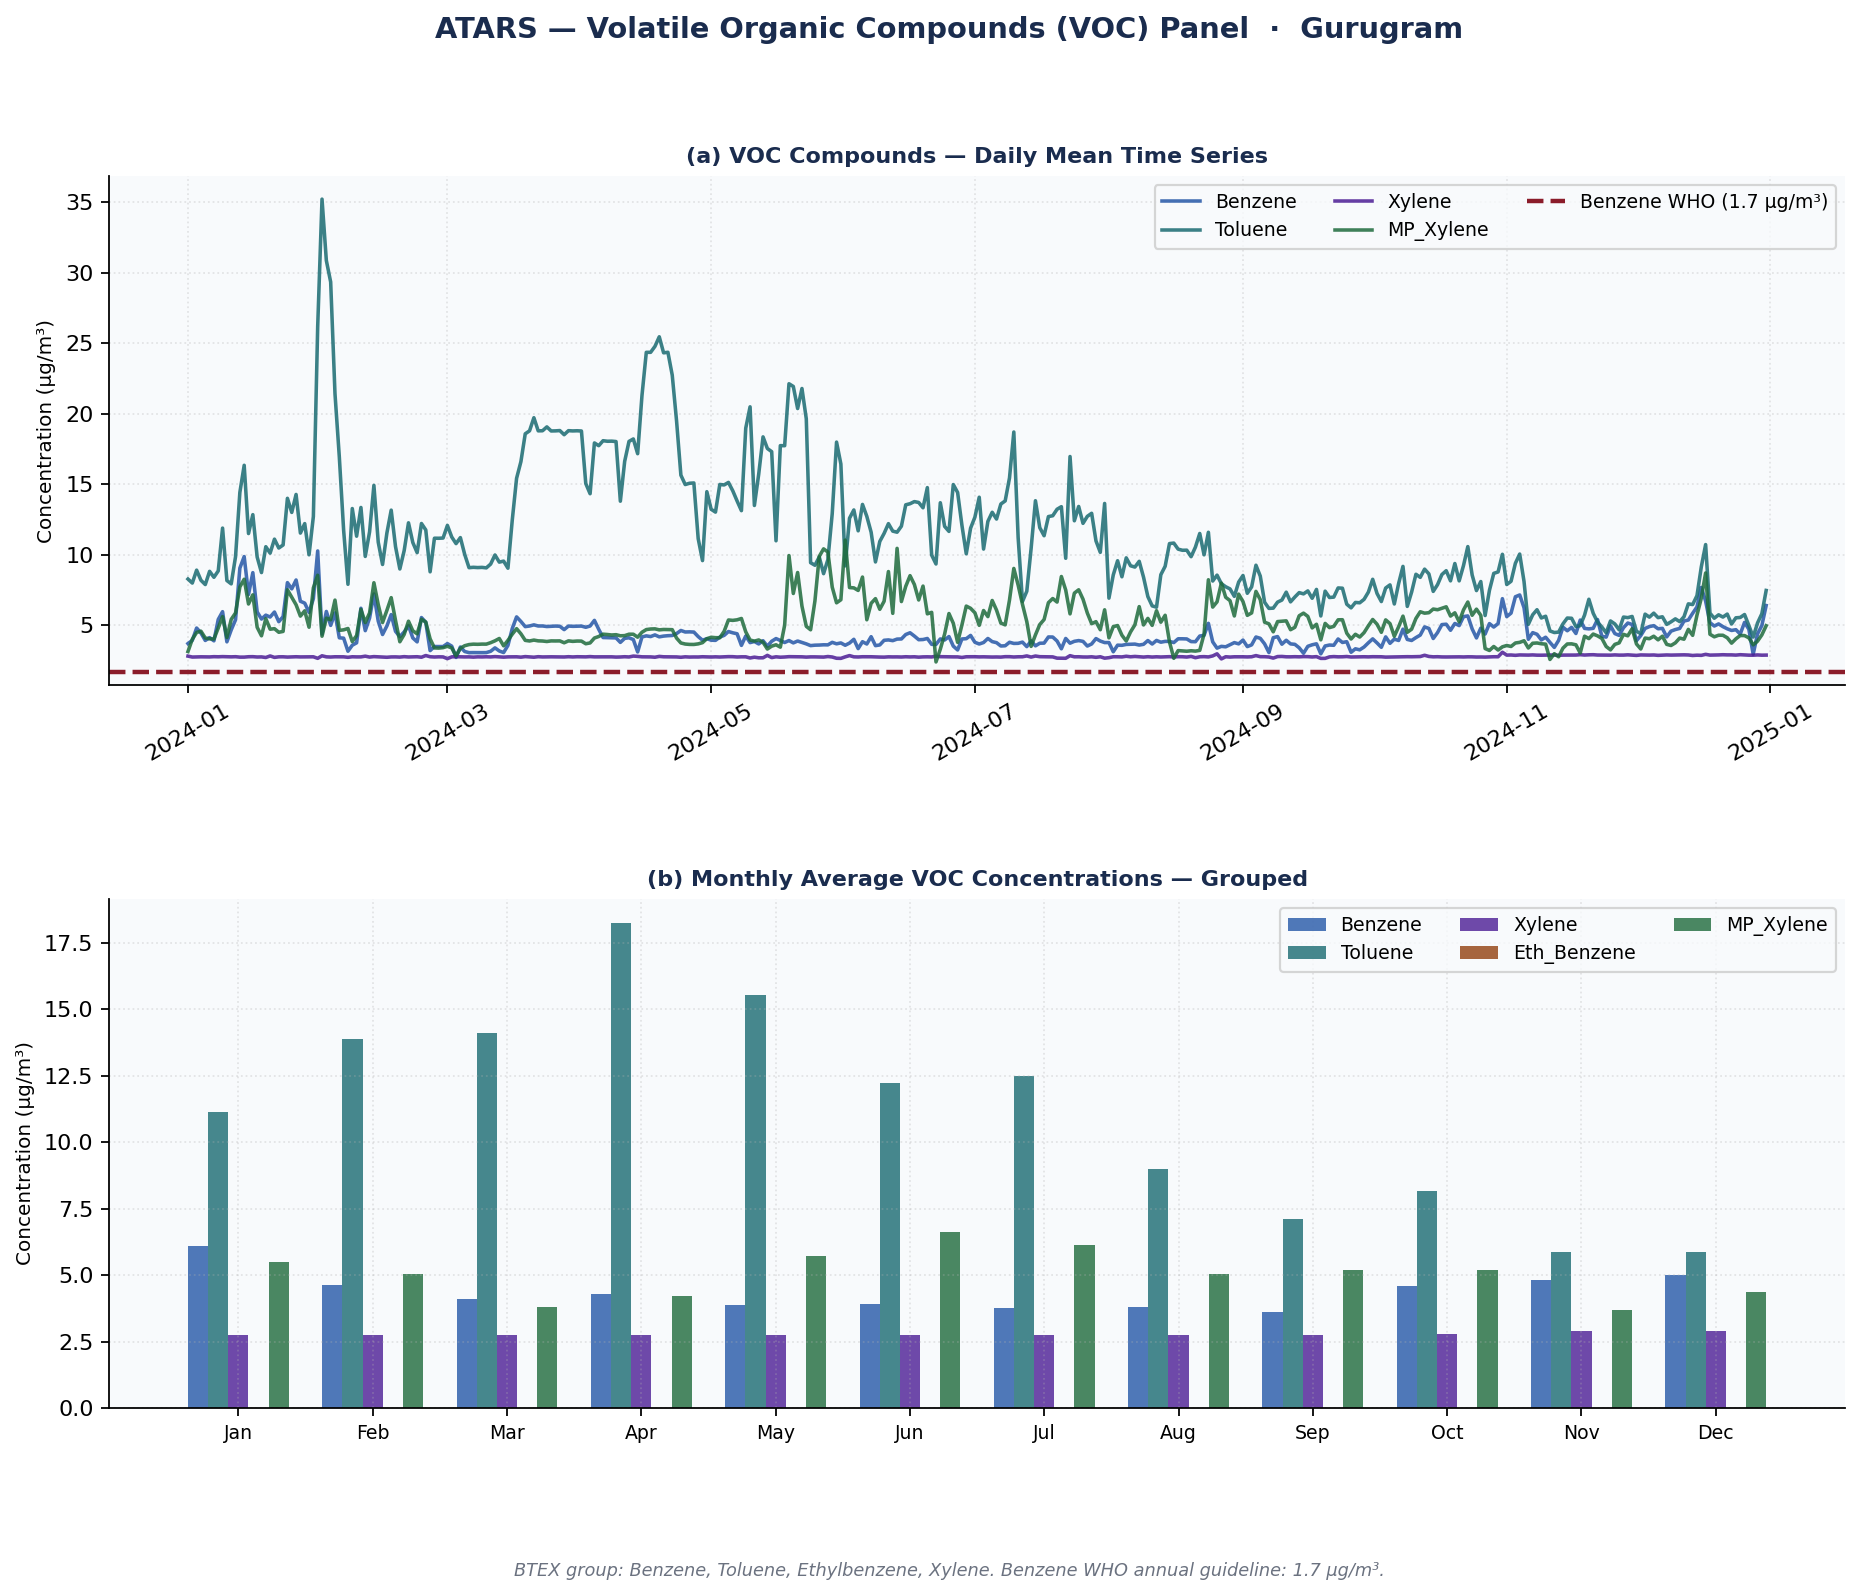 ATARS — Volatile Organic Compounds (VOC) Panel · Gurugram
(a) VOC Compounds — Daily Mean Time Series
Concentration (µg/m³)
35
30
25
20
15
10
5
Benzene
Toluene
Xylene
MP_Xylene
Benzene WHO (1.7 µg/m³)
2024-01
2024-03
2024-05
2024-07
2024-09
2024-11
2025-01
(b) Monthly Average VOC Concentrations — Grouped
Concentration (µg/m³)
17.5
15.0
12.5
10.0
7.5
5.0
2.5
0.0
Benzene
Toluene
Xylene
Eth_Benzene
MP_Xylene
Jan
Feb
Mar
Apr
May
Jun
Jul
Aug
Sep
Oct
Nov
Dec
BTEX group: Benzene, Toluene, Ethylbenzene, Xylene. Benzene WHO annual guideline: 1.7 µg/m³.